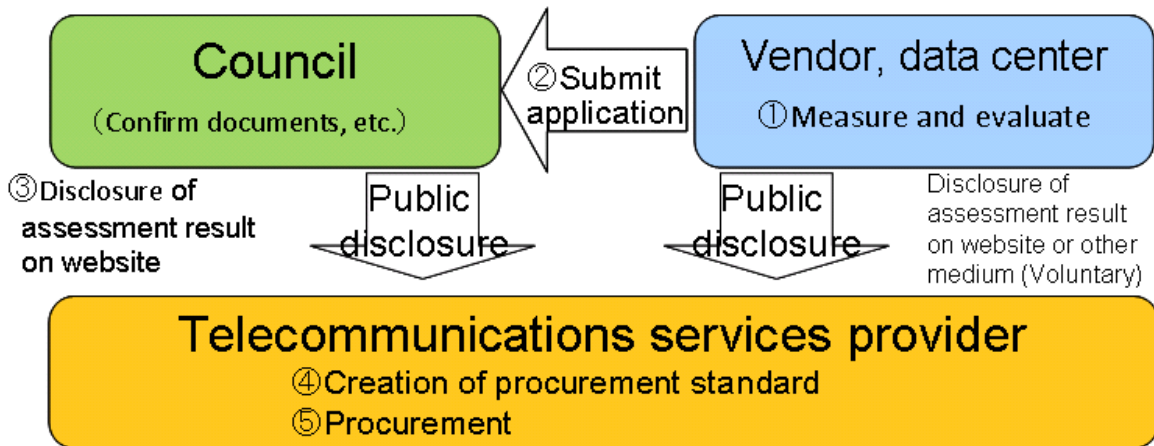 Council
（Confirm documents, etc.）
②Submit
application
Vendor, data center
①Measure and evaluate
③Disclosure of
assessment result
on website
Public
disclosure
Public
disclosure
Disclosure of
assessment result
on website or other
medium (Voluntary)
Telecommunications services provider
④Creation of procurement standard
⑤Procurement